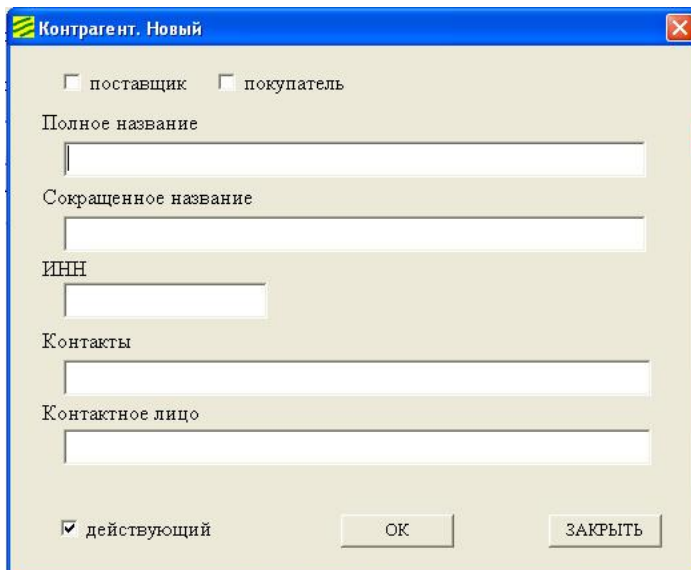 Контрагент. Новый
поставщик покупатель
Полное название
Сокращенное название
ИНН
Контакты
Контактное лицо
действующий ОК ЗАКРЫТЬ